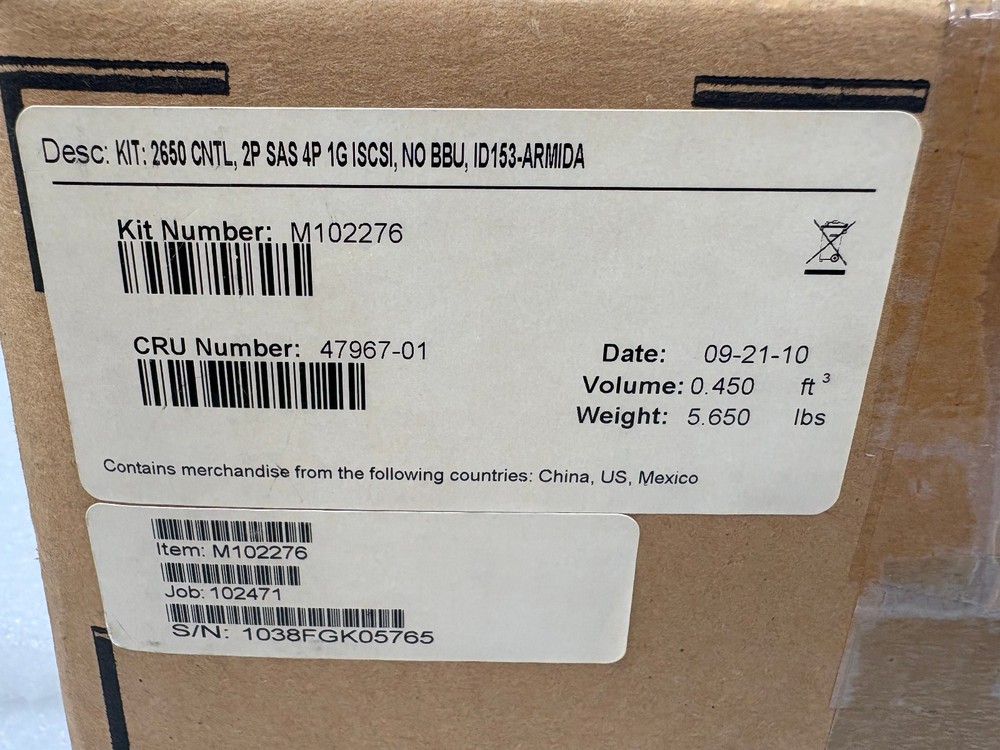 Desc: KIT: 2650 CNTL, 2P SAS 4P 1G ISCSI, NO BBU, ID153-ARMIDA
Kit Number: M102276
CRU Number: 47967-01
Date: 09-21-10
Volume: 0.450 ft³
Weight: 5.650 lbs
Contains merchandise from the following countries: China, US, Mexico
Item: M102276
Job: 102471
S/N: 1038FGK05765